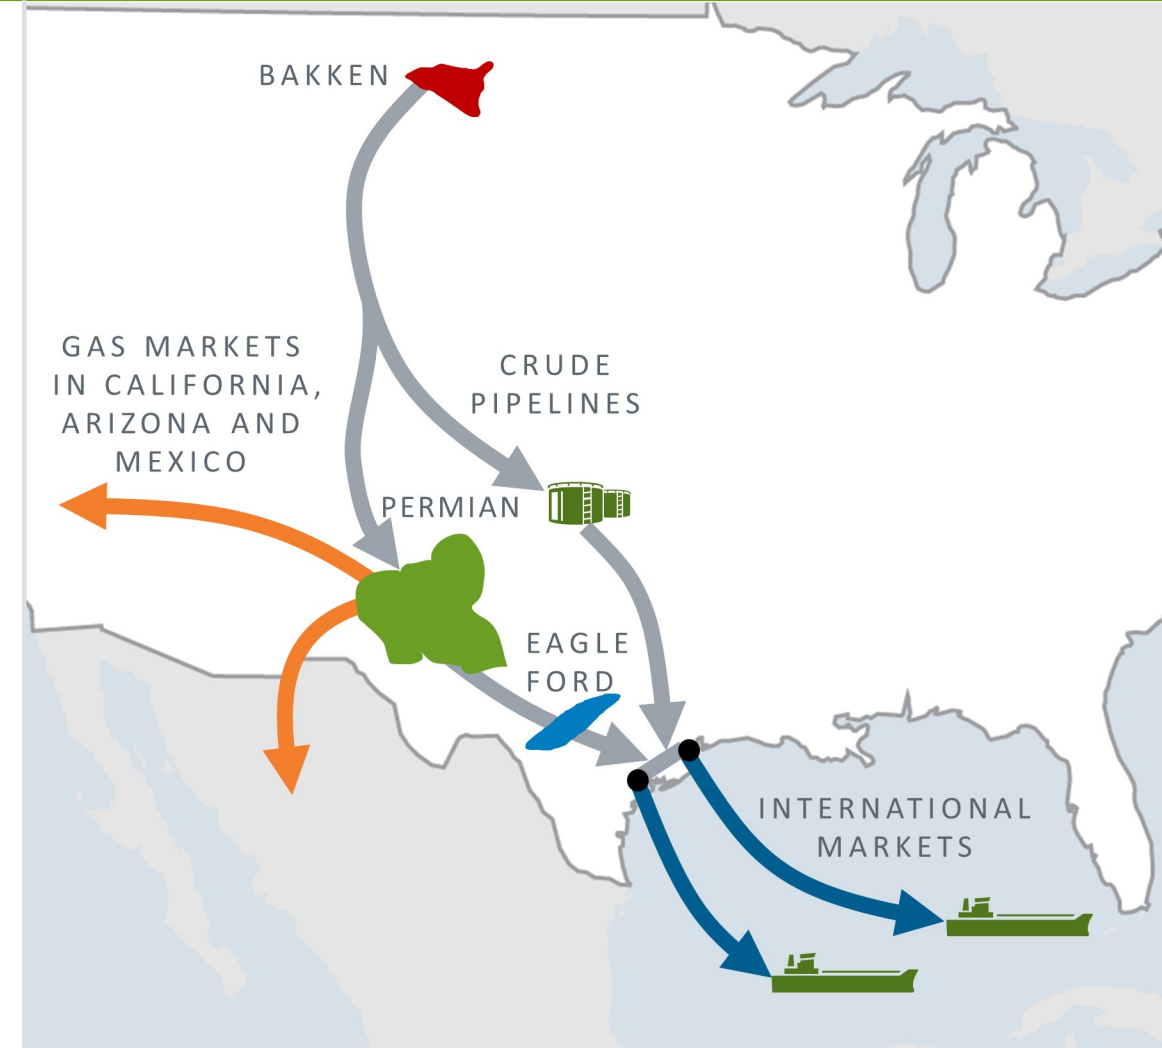 BAKKEN
GAS MARKETS
IN CALIFORNIA,
ARIZONA AND
MEXICO
CRUDE
PIPELINES
PERMIAN
EAGLE
FORD
INTERNATIONAL
MARKETS